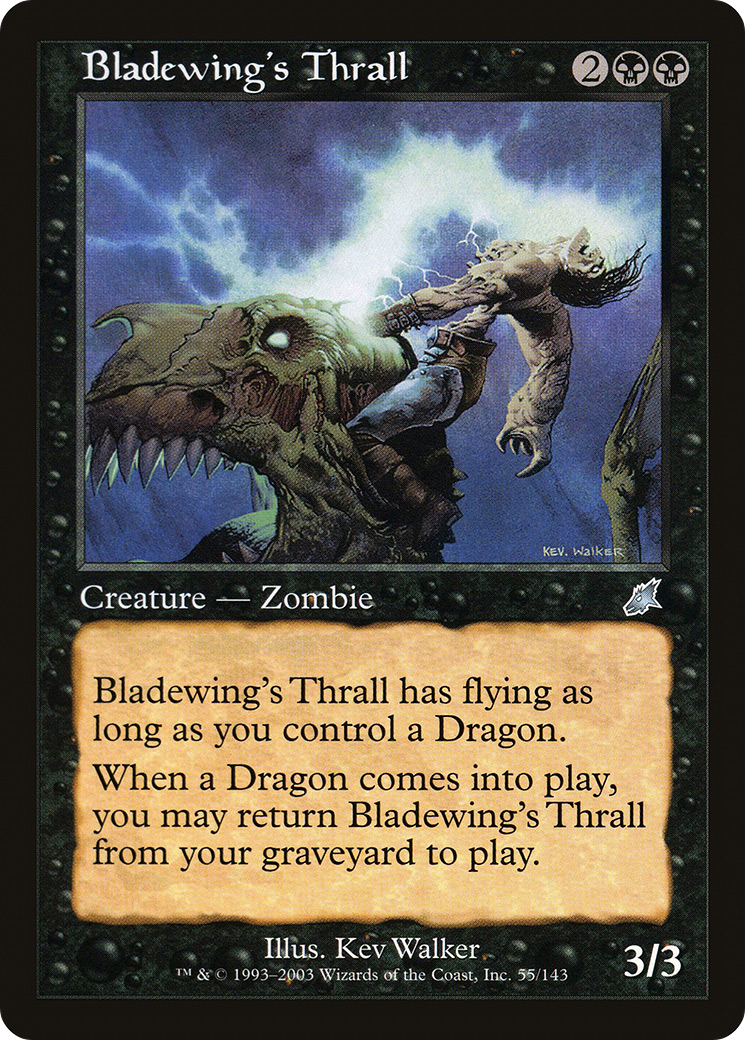 Bladewing's Thrall 2
KEV. WALKER
Creature — Zombie
Bladewing's Thrall has flying as
long as you control a Dragon.
When a Dragon comes into play,
you may return Bladewing's Thrall
from your graveyard to play.
Illus. Kev Walker
™ & © 1993–2003 Wizards of the Coast, Inc. 55/143
3/3